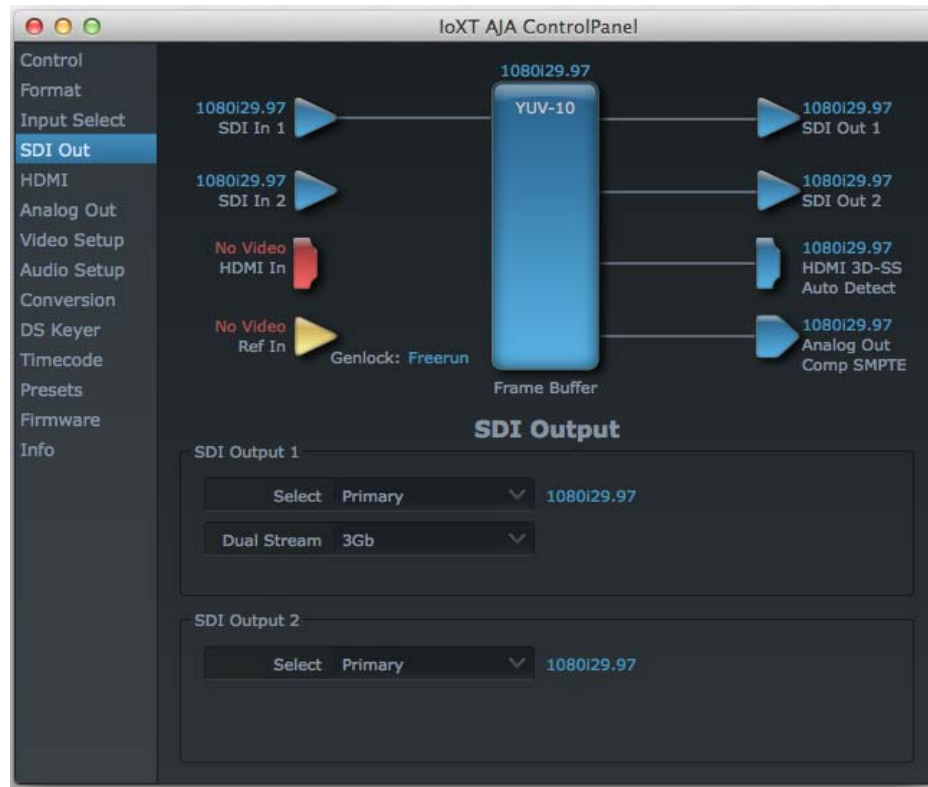 IoXT AJA ControlPanel
Control
Format
Input Select
SDI Out
HDMI
Analog Out
Video Setup
Audio Setup
Conversion
DS Keyer
Timecode
Presets
Firmware
Info
1080i29.97
YUV-10
1080i29.97
SDI In 1
1080i29.97
SDI In 2
No Video
HDMI In
No Video
Ref In
Genlock: Freerun
Frame Buffer
1080i29.97
SDI Out 1
1080i29.97
SDI Out 2
1080i29.97
HDMI 3D-SS
Auto Detect
1080i29.97
Analog Out
Comp SMPTE
SDI Output
SDI Output 1
Select Primary 1080i29.97
Dual Stream 3Gb
SDI Output 2
Select Primary 1080i29.97